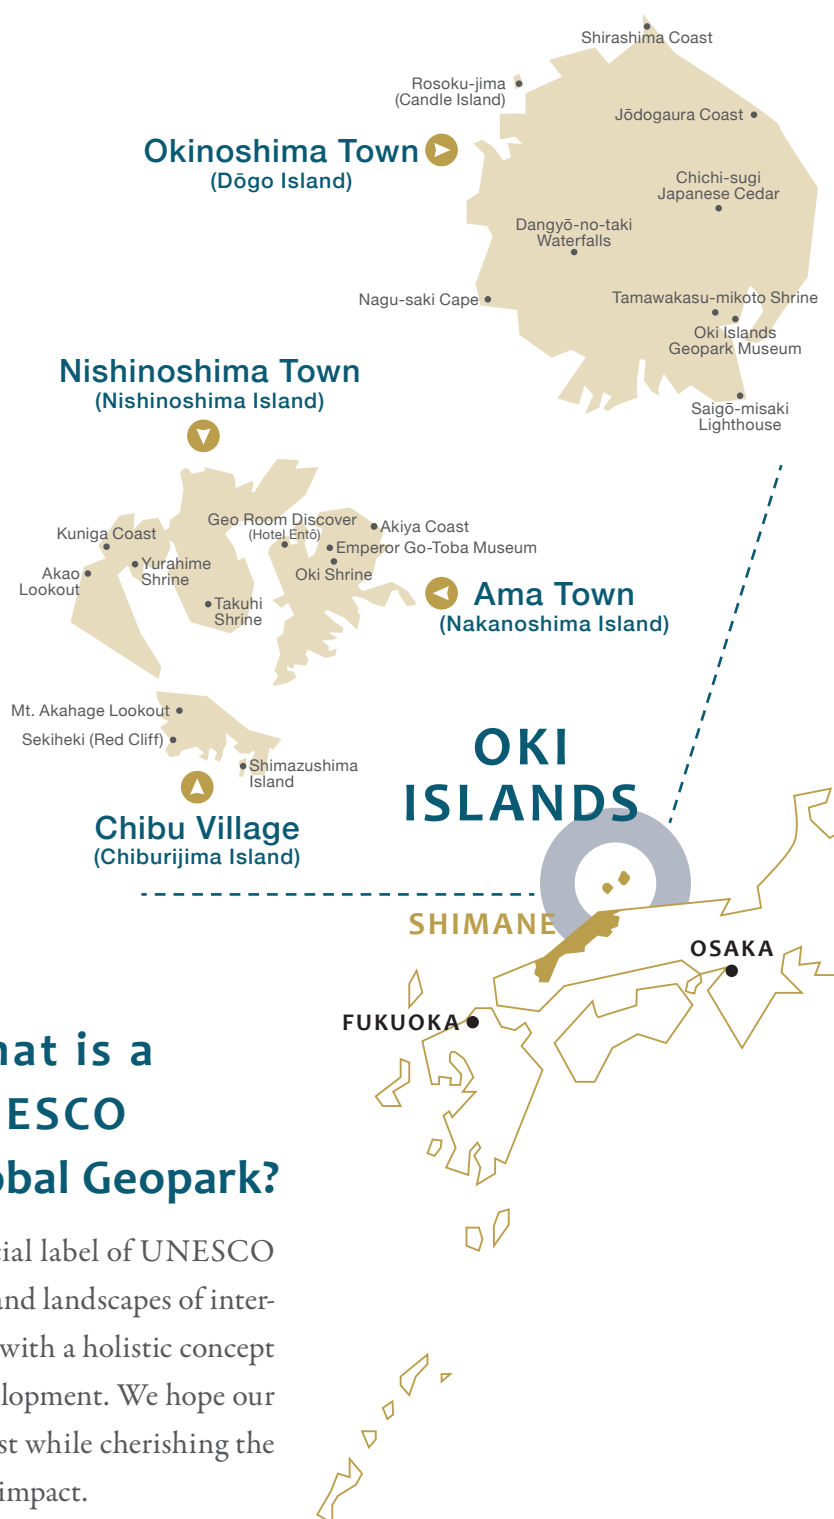 Shirashima Coast
Rosoku-jima
(Candle Island)
Jōdogaura Coast
Okinoshima Town
(Dōgo Island)
Chichi-sugi
Japanese Cedar
Dangyō-no-taki
Waterfalls
Nagu-saki Cape
Tamawakasu-mikoto Shrine
Oki Islands
Geopark Museum
Saigō-misaki
Lighthouse
Nishinoshima Town
(Nishinoshima Island)
Geo Room Discover
(Hotel Entô)
Akiya Coast
Kuniga Coast
Emperor Go-Toba Museum
Yurahime
Shrine
Akao
Lookout
Oki Shrine
Takuhi
Shrine
Ama Town
(Nakanoshima Island)
Mt. Akahage Lookout
Sekiheki (Red Cliff)
Shimazushima
Island
Chibu Village
(Chiburijima Island)
OKI
ISLANDS
SHIMANE
OSAKA
FUKUOKA
hat is a
ESCO
obal Geopark?
cial label of UNESCO
and landscapes of inter-
with a holistic concept
lopment. We hope our
st while cherishing the
impact.